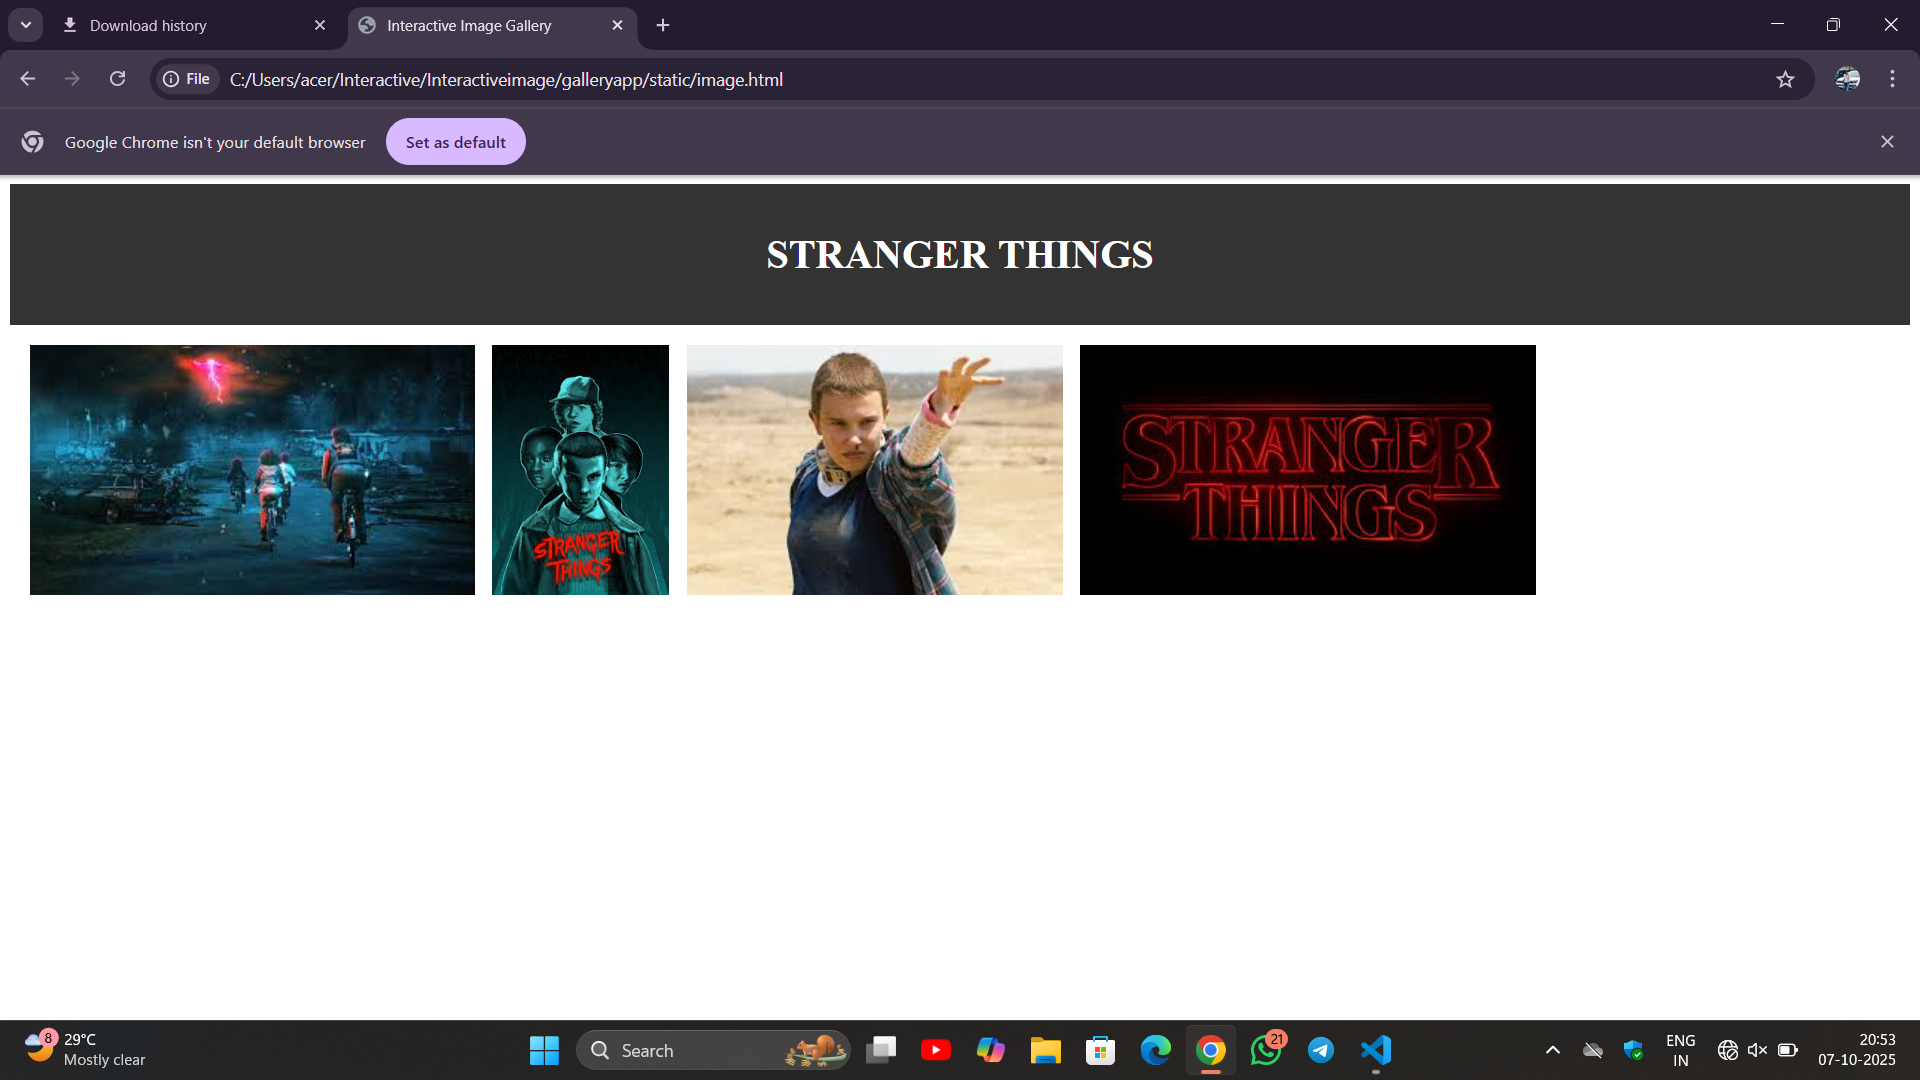 Download history
Interactive Image Gallery
File
C:/Users/acer/Interactive/Interactiveimage/galleryapp/static/image.html
Google Chrome isn't your default browser
Set as default
STRANGER THINGS
STRANGER
THINGS
STRANGER
THINGS
8
29°C
Mostly clear
Search
21
ENG
IN
20:53
07-10-2025